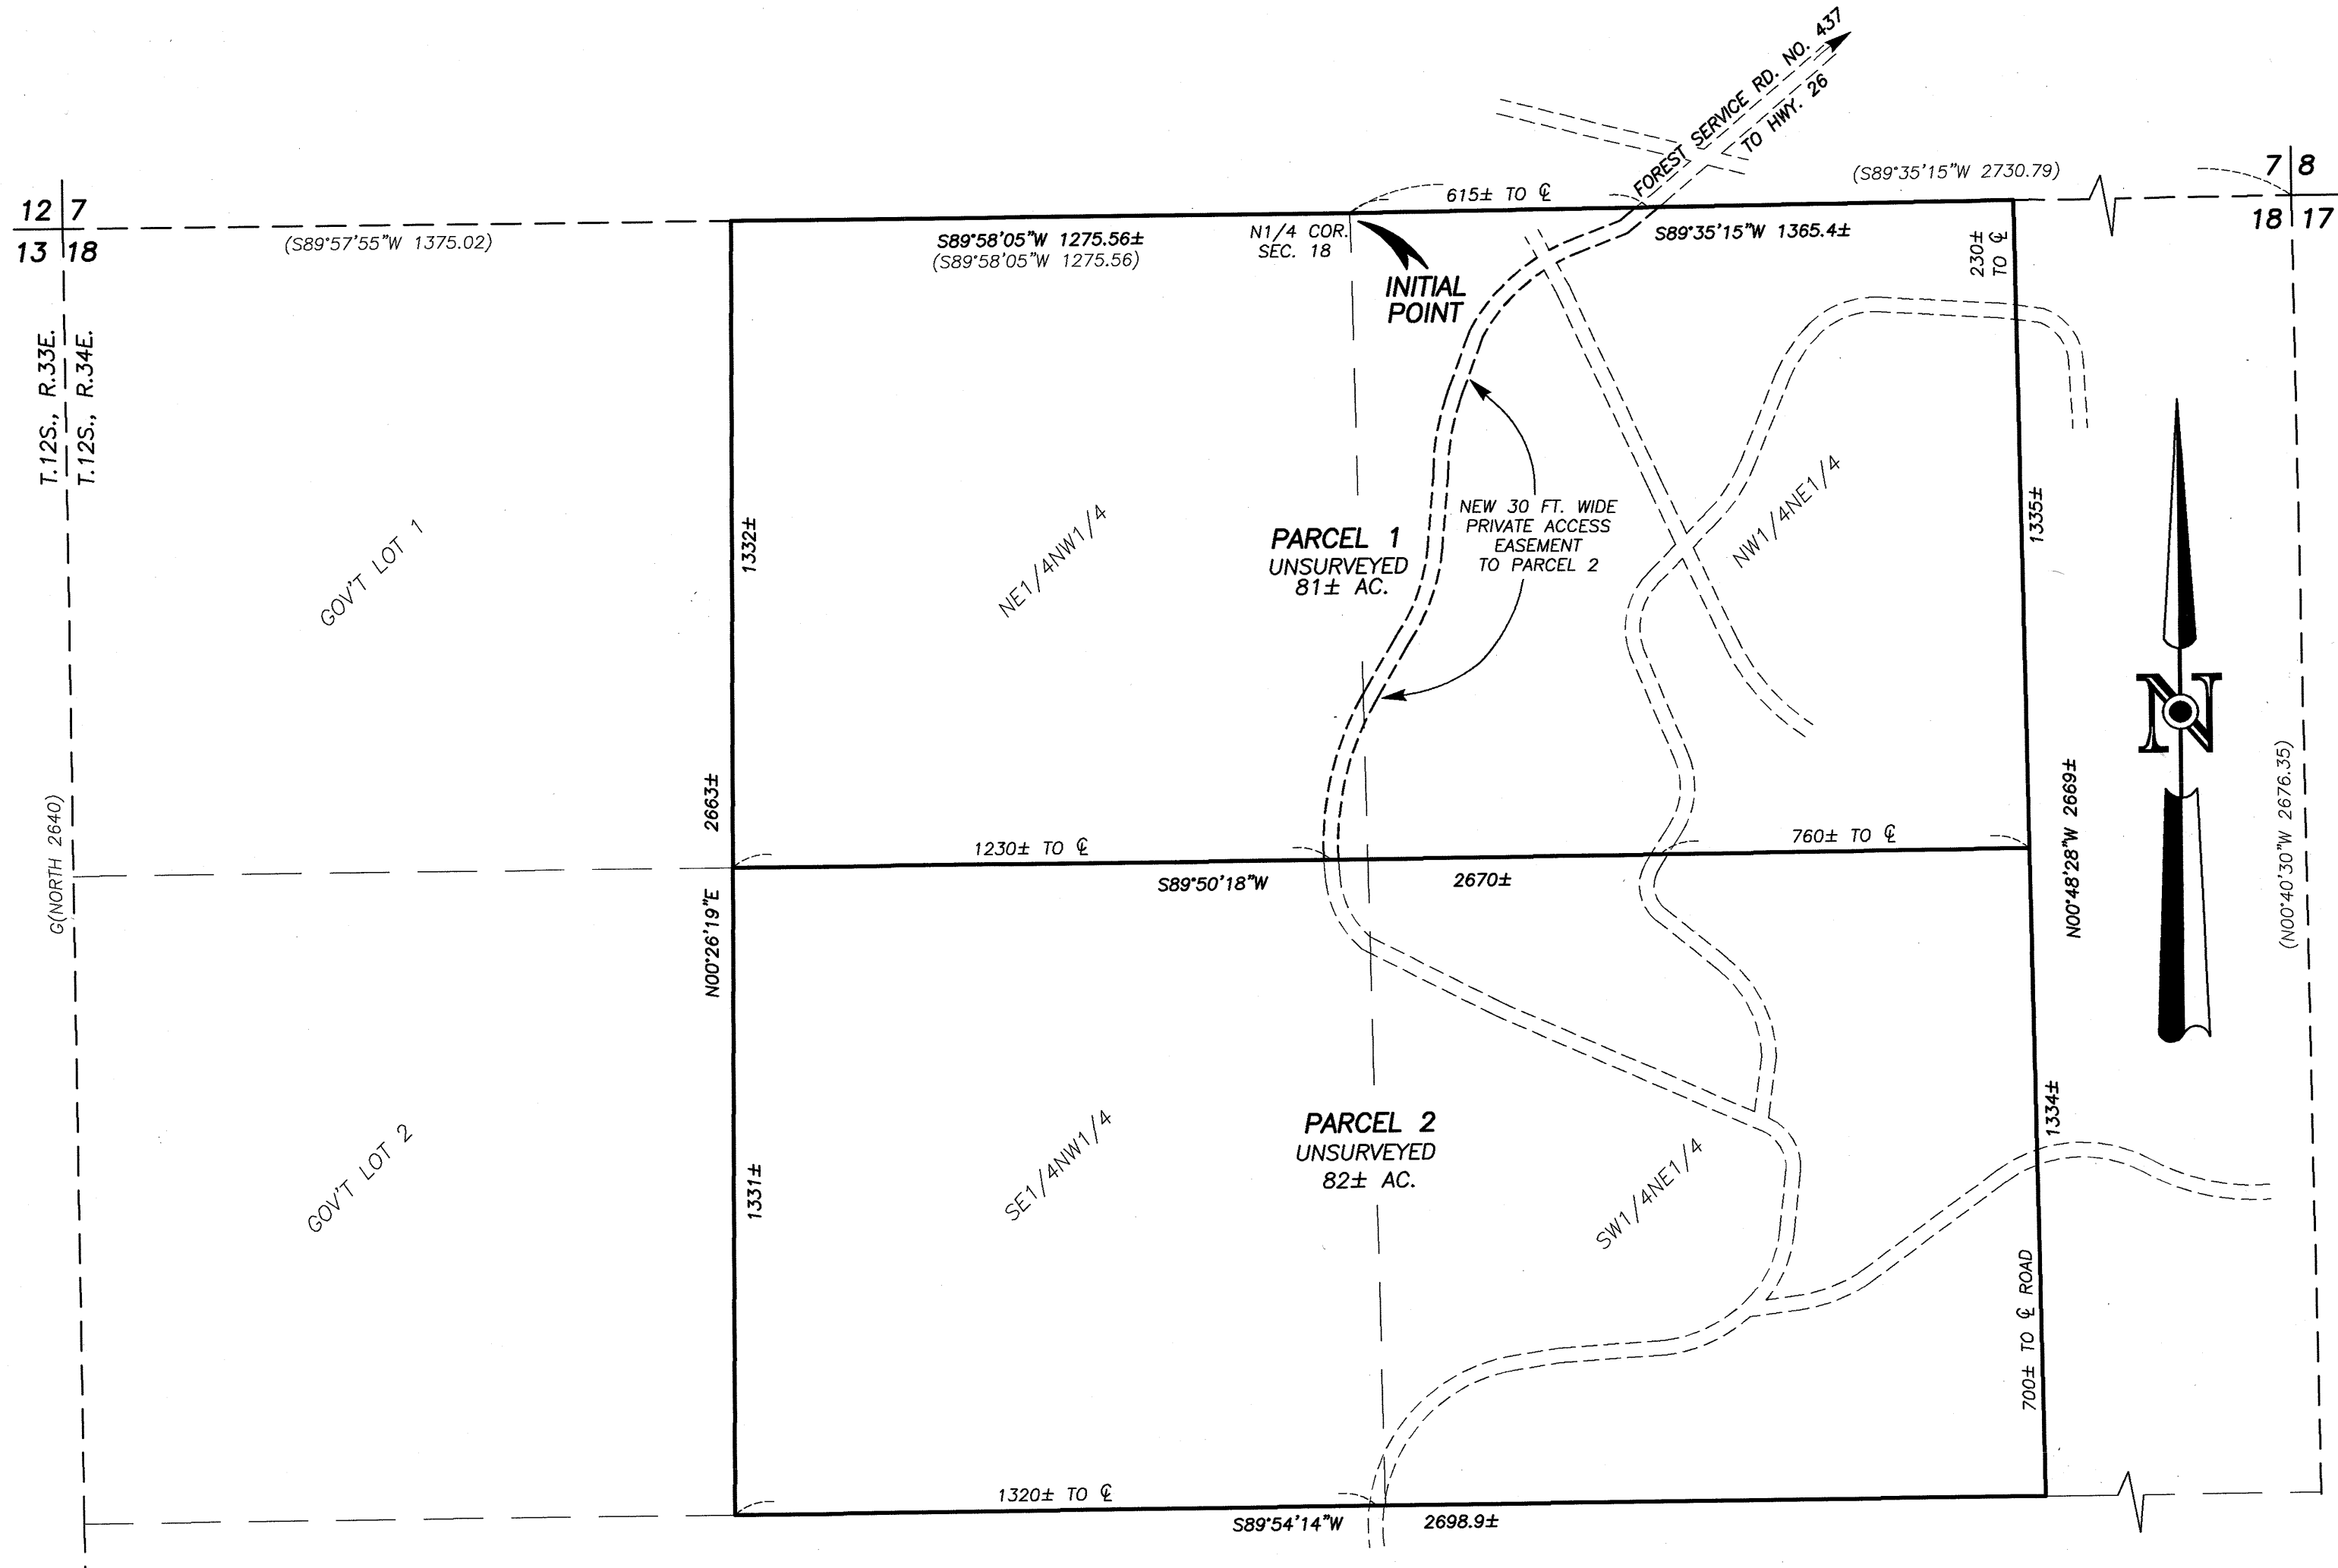 FOREST SERVICE RD. NO. 437
TO HWY. 26
12 7
13 18
(S89°57'55"W 1375.02)
S89°58'05"W 1275.56±
(S89°58'05"W 1275.56)
N1/4 COR.
SEC. 18
615± TO ℄
INITIAL
POINT
S89°35'15"W 1365.4±
(S89°35'15"W 2730.79)
7 8
18 17
230±
TO ℄
T.12S., R.33E.
T.12S., R.34E.
GOV'T LOT 1
1332±
NE1/4NW1/4
PARCEL 1
UNSURVEYED
81± AC.
NEW 30 FT. WIDE
PRIVATE ACCESS
EASEMENT
TO PARCEL 2
NW1/4NE1/4
1335±
N
G(NORTH 2640)
2663±
N00°26'19"E
1230± TO ℄
760± TO ℄
S89°50'18"W
2670±
N00°48'28"W 2669±
(N00°40'30"W 2676.35)
GOV'T LOT 2
1331±
SE1/4NW1/4
PARCEL 2
UNSURVEYED
82± AC.
SW1/4NE1/4
1334±
700± TO ℄ ROAD
1320± TO ℄
S89°54'14"W
2698.9±